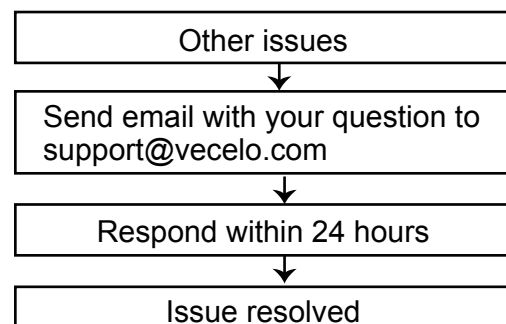 Other issues
Send email with your question to
support@vecelo.com
Respond within 24 hours
Issue resolved